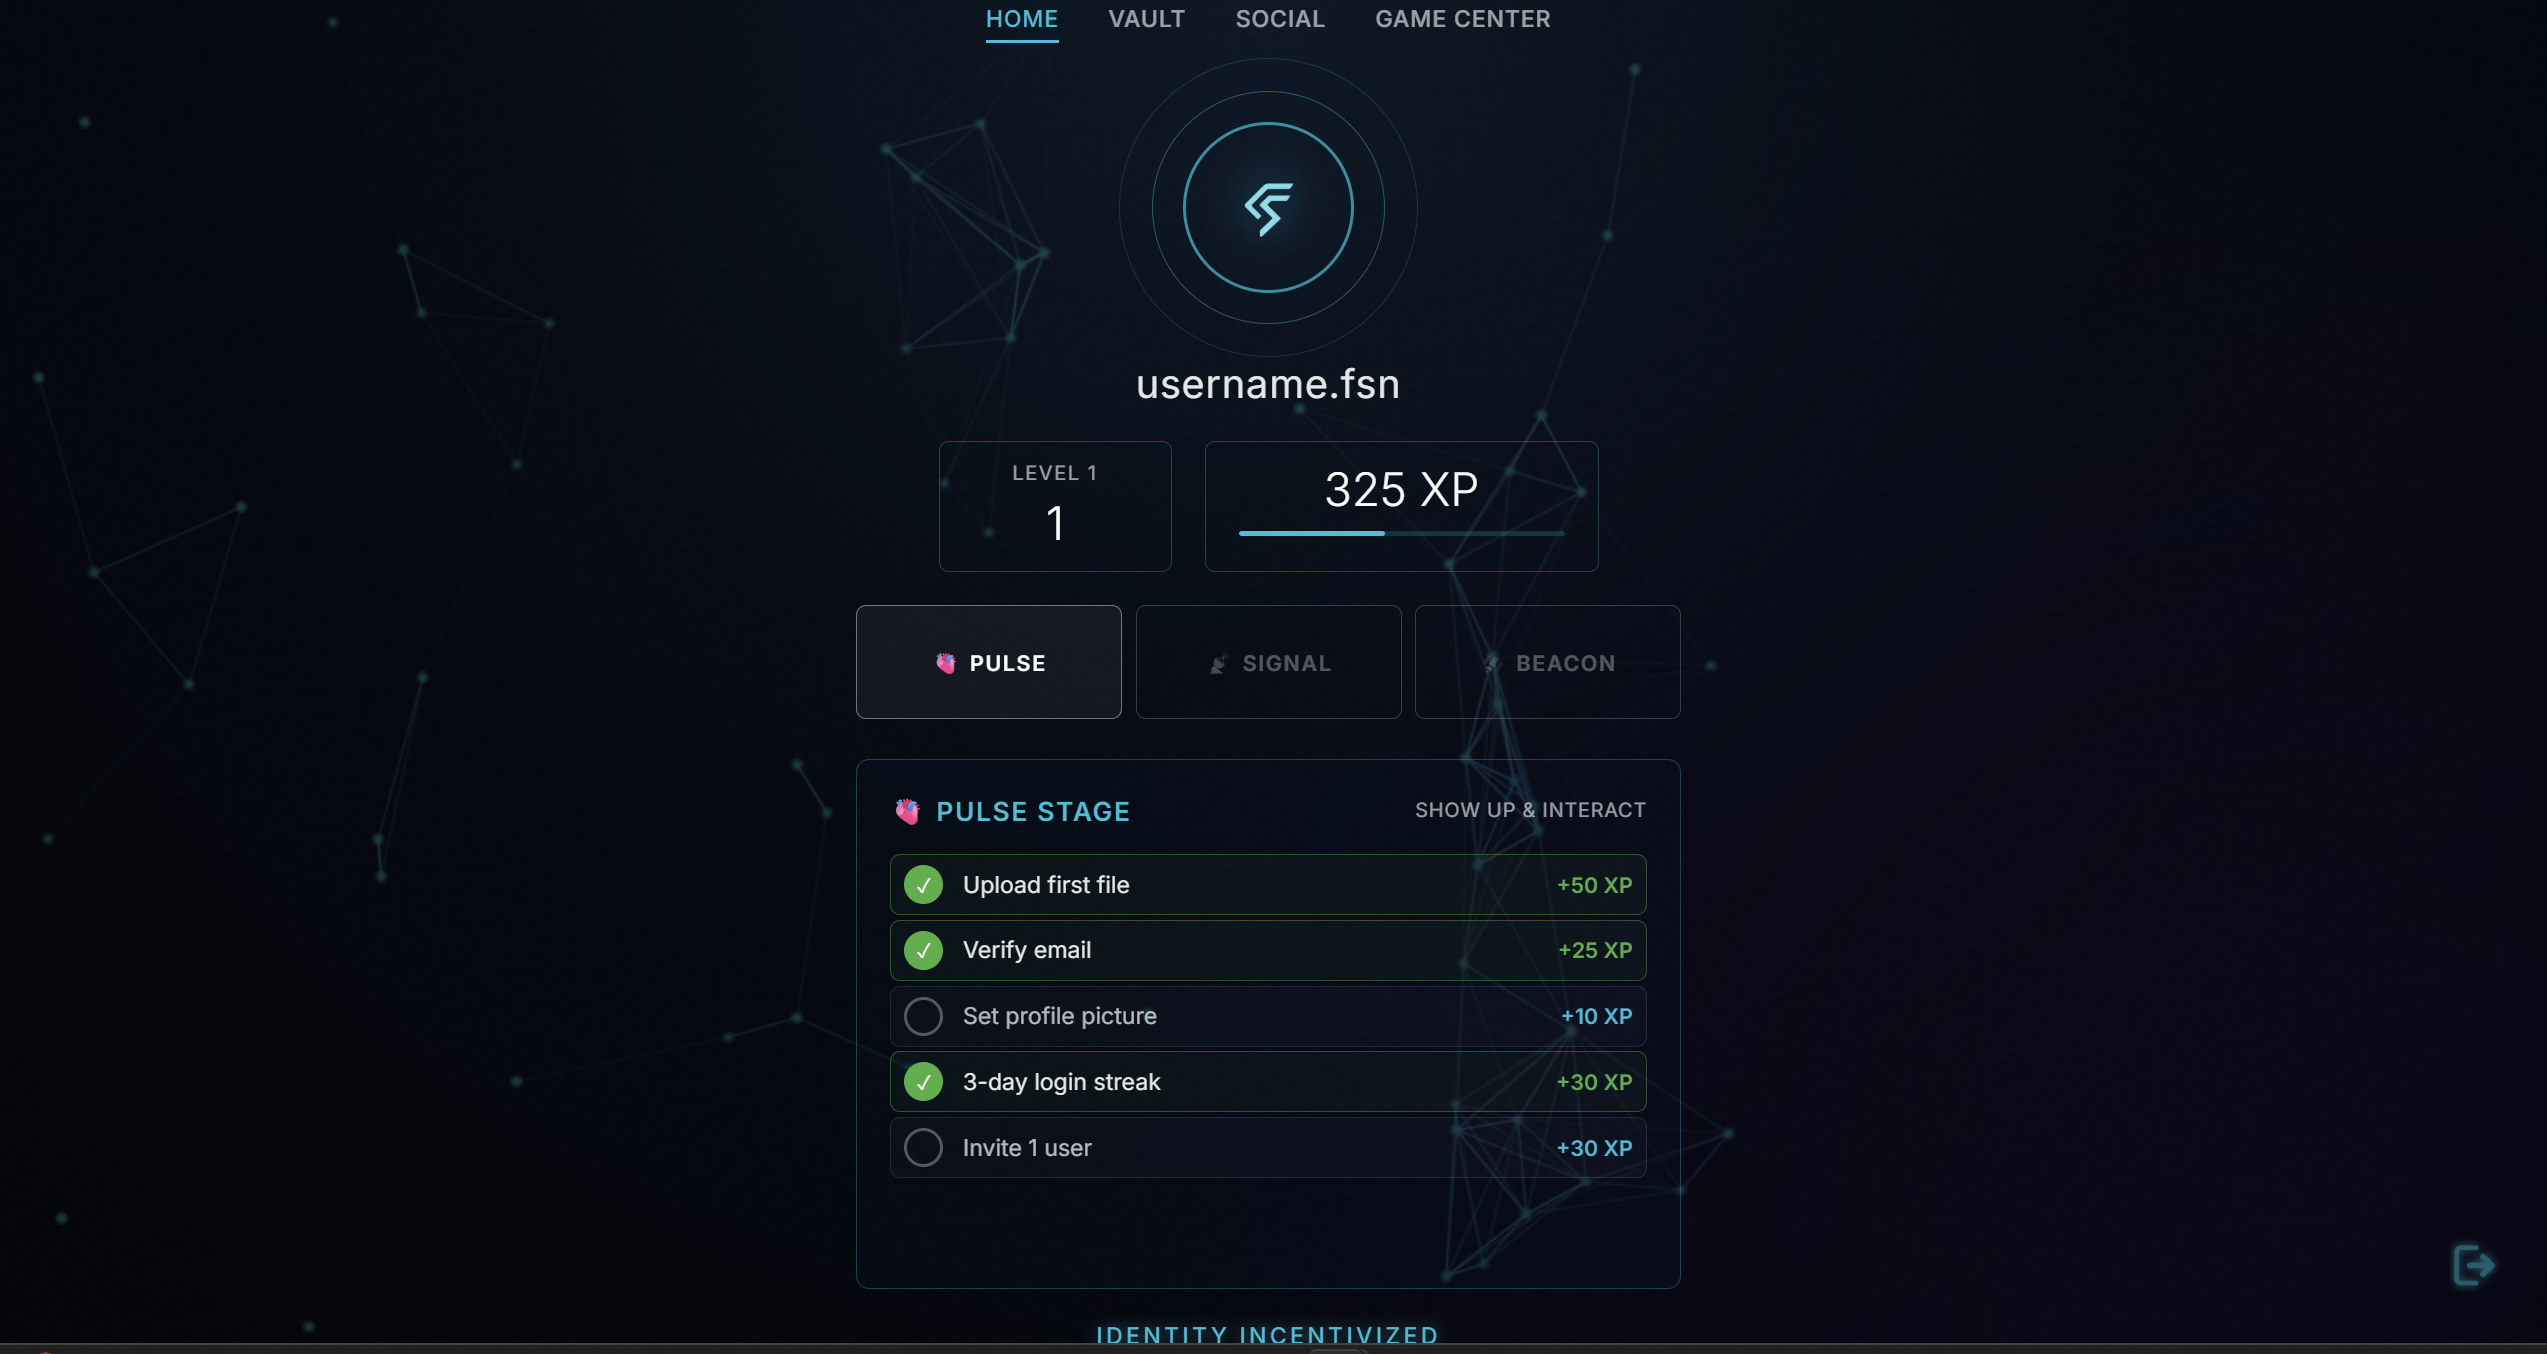 HOME VAULT SOCIAL GAME CENTER
username.fsn
LEVEL 1
1
325 XP
PULSE
SIGNAL
BEACON
PULSE STAGE
SHOW UP & INTERACT
Upload first file +50 XP
Verify email +25 XP
Set profile picture +10 XP
3-day login streak +30 XP
Invite 1 user +30 XP
IDENTITY INCENTIVIZED